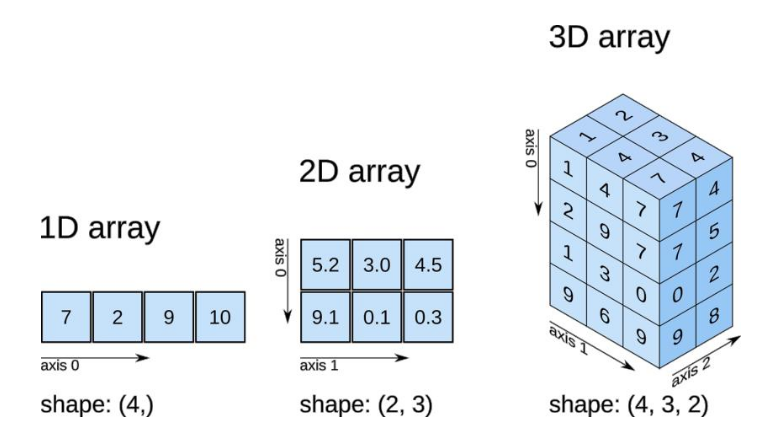 1D array
7 2 9 10
axis 0
shape: (4,)
2D array
axis 0
5.2 3.0 4.5
9.1 0.1 0.3
axis 1
shape: (2, 3)
3D array
axis 0
1 2
4 3
7 4
1 4 7 7 4
2 9 7 7 5
1 3 0 0 2
9 6 9 9 8
axis 1
axis 2
shape: (4, 3, 2)